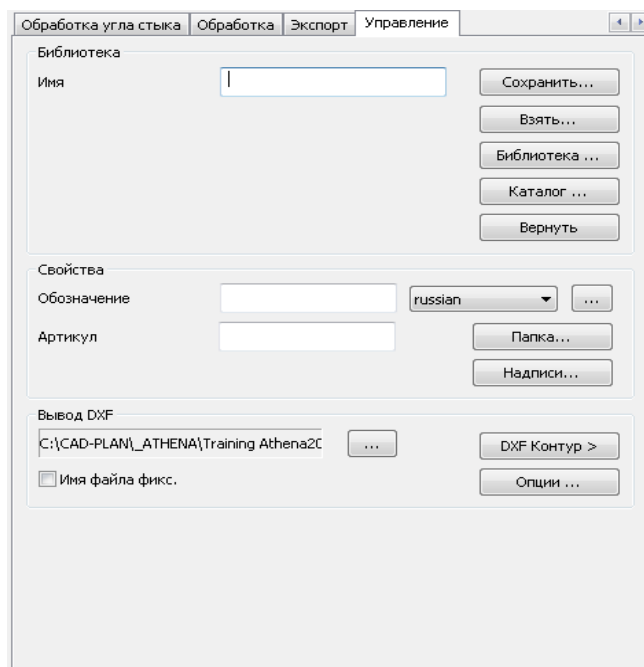 Обработка угла стыка Обработка Экспорт Управление
Библиотека
Имя Сохранить...
Взять...
Библиотека ...
Каталог ...
Вернуть
Свойства
Обозначение russian ...
Артикул Папка...
Надписи...
Вывод DXF
C:\CAD-PLAN\_ATHENA\Training Athena20 ... DXF Контур >
Имя файла фикс. Опции ...